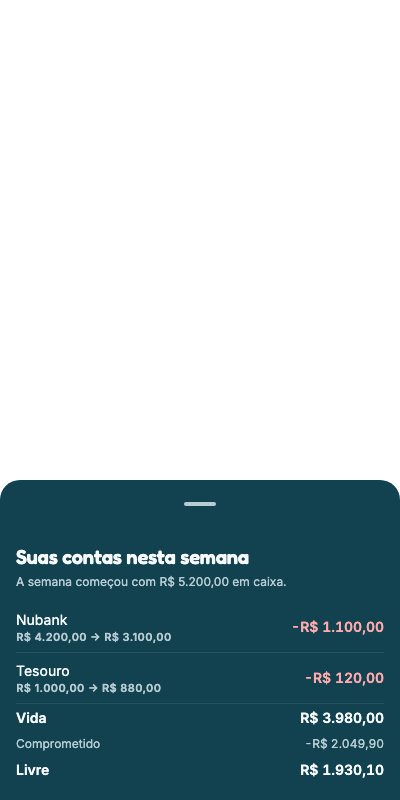 Suas contas nesta semana
A semana começou com R$ 5.200,00 em caixa.
Nubank
R$ 4.200,00 → R$ 3.100,00
-R$ 1.100,00
Tesouro
R$ 1.000,00 → R$ 880,00
-R$ 120,00
Vida R$ 3.980,00
Comprometido -R$ 2.049,90
Livre R$ 1.930,10